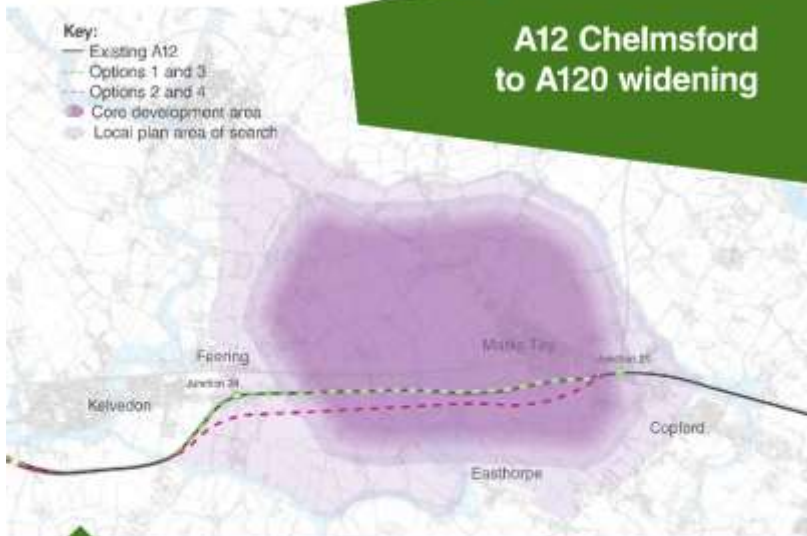 A12 Chelmsford
to A120 widening
Key:
Existing A12
Options 1 and 3
Options 2 and 4
Core development area
Local plan area of search
Feering
Marks Tey
Junction 25
Junction 24
Kelvedon
Copford
Easthorpe